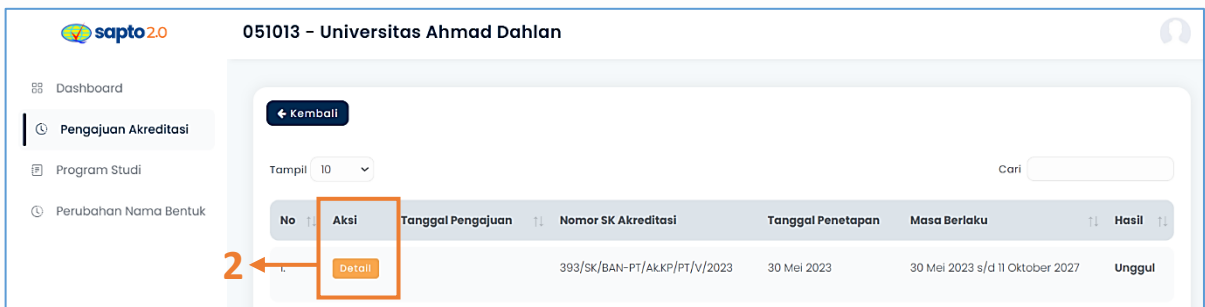 sapto 2.0
051013 - Universitas Ahmad Dahlan
Dashboard
Pengajuan Akreditasi
Program Studi
Perubahan Nama Bentuk
← Kembali
Tampil 10
Cari
No Aksi Tanggal Pengajuan Nomor SK Akreditasi Tanggal Penetapan Masa Berlaku Hasil
2
1. Detail 393/SK/BAN-PT/Ak.KP/PT/V/2023 30 Mei 2023 30 Mei 2023 s/d 11 Oktober 2027 Unggul